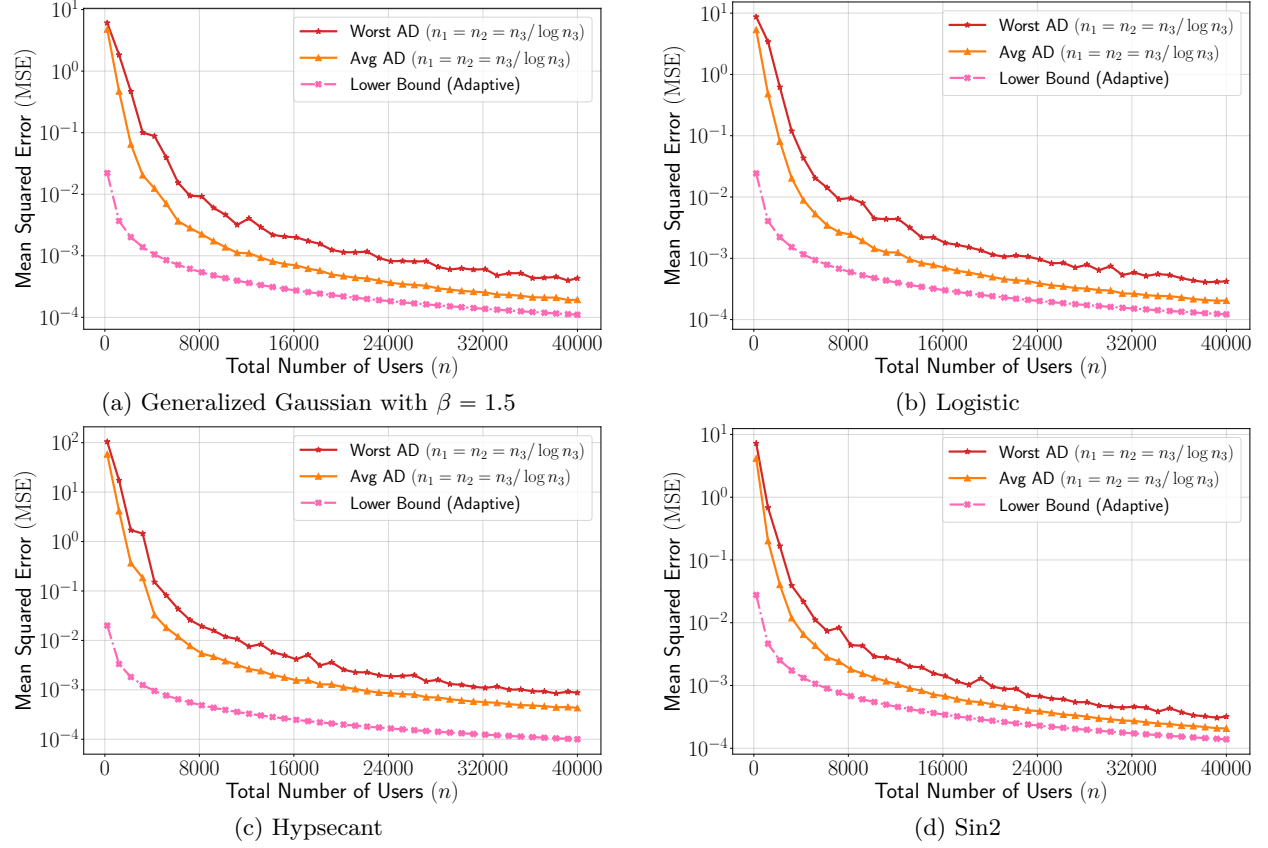 10^1
10^0
10^-1
10^-2
10^-3
10^-4
Mean Squared Error (MSE)
Worst AD (n_1 = n_2 = n_3/ log n_3)
Avg AD (n_1 = n_2 = n_3/ log n_3)
Lower Bound (Adaptive)
0 8000 16000 24000 32000 40000
Total Number of Users (n)
(a) Generalized Gaussian with β = 1.5
10^1
10^0
10^-1
10^-2
10^-3
10^-4
Mean Squared Error (MSE)
Worst AD (n_1 = n_2 = n_3/ log n_3)
Avg AD (n_1 = n_2 = n_3/ log n_3)
Lower Bound (Adaptive)
0 8000 16000 24000 32000 40000
Total Number of Users (n)
(b) Logistic
10^2
10^1
10^0
10^-1
10^-2
10^-3
10^-4
Mean Squared Error (MSE)
Worst AD (n_1 = n_2 = n_3/ log n_3)
Avg AD (n_1 = n_2 = n_3/ log n_3)
Lower Bound (Adaptive)
0 8000 16000 24000 32000 40000
Total Number of Users (n)
(c) Hypsecant
10^1
10^0
10^-1
10^-2
10^-3
10^-4
Mean Squared Error (MSE)
Worst AD (n_1 = n_2 = n_3/ log n_3)
Avg AD (n_1 = n_2 = n_3/ log n_3)
Lower Bound (Adaptive)
0 8000 16000 24000 32000 40000
Total Number of Users (n)
(d) Sin2